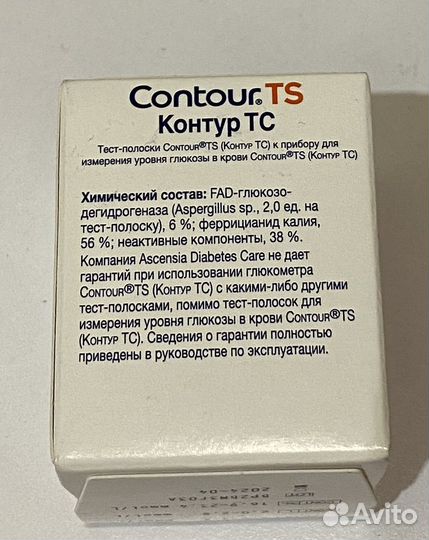 Contour® TS
Контур ТС
Тест-полоски Contour®TS (Контур ТС) к прибору для
измерения уровня глюкозы в крови Contour®TS (Контур ТС)
Химический состав: FAD-глюкозо-
дегидрогеназа (Aspergillus sp., 2,0 ед. на
тест-полоску), 6 %; феррицианид калия,
56 %; неактивные компоненты, 38 %.
Компания Ascensia Diabetes Care не дает
гарантий при использовании глюкометра
Contour®TS (Контур ТС) с какими-либо другими
тест-полосками, помимо тест-полосок для
измерения уровня глюкозы в крови Contour®TS
(Контур ТС). Сведения о гарантии полностью
приведены в руководстве по эксплуатации.
2024-04
LOT
mmol/L
Avito